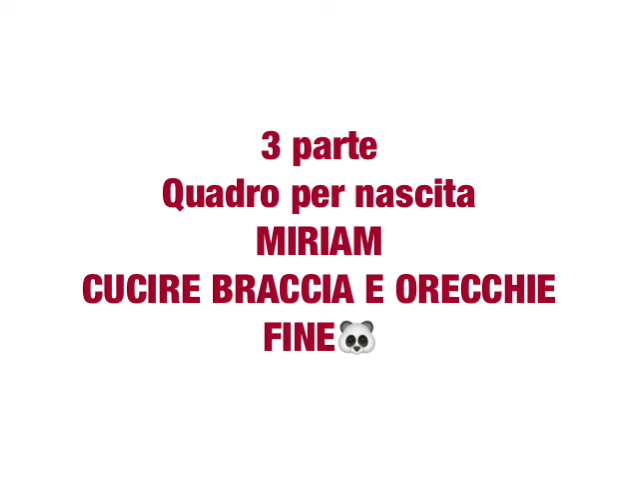 3 parte
Quadro per nascita
MIRIAM
CUCIRE BRACCIA E ORECCHIE
FINE🐼